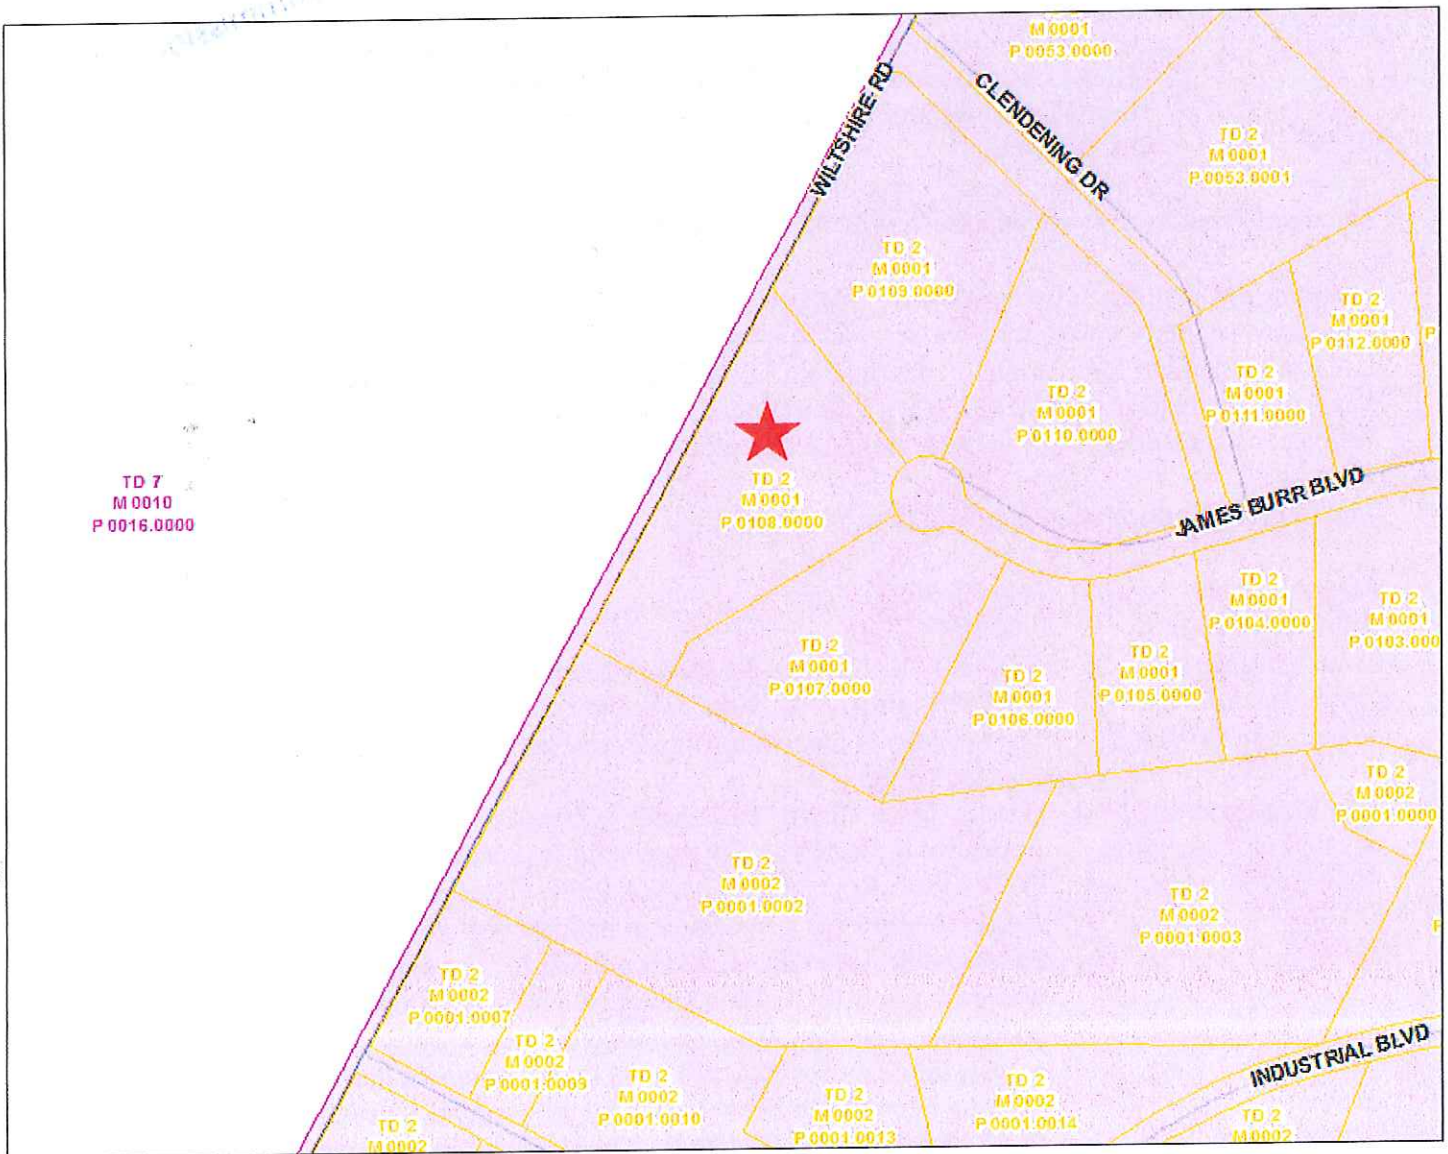 M 0001
P 0053.0000
WILTSHIRE RD
CLENDENING DR
TD 2
M 0001
P 0053.0001
TD 2
M 0001
P 0109.0000
TD 2
M 0001
P 0112.0000
P
TD 2
M 0001
P 0111.0000
TD 2
M 0001
P 0110.0000
TD 7
M 0010
P 0016.0000
TD 2
M 0001
P 0108.0000
JAMES BURR BLVD
TD 2
M 0001
P 0104.0000
TD 2
M 0001
P 0103.000
TD 2
M 0001
P 0107.0000
TD 2
M 0001
P 0106.0000
TD 2
M 0001
P 0105.0000
TD 2
M 0002
P 0001.0000
TD 2
M 0002
P 0001.0002
TD 2
M 0002
P 0001.0003
P
TD 2
M 0002
P 0001.0007
TD 2
M 0002
P 0001.0009
TD 2
M 0002
P 0001.0010
TD 2
M 0002
P 0001.0013
TD 2
M 0002
P 0001.0014
INDUSTRIAL BLVD
TD 2
M 0002
TD 2
M 0002